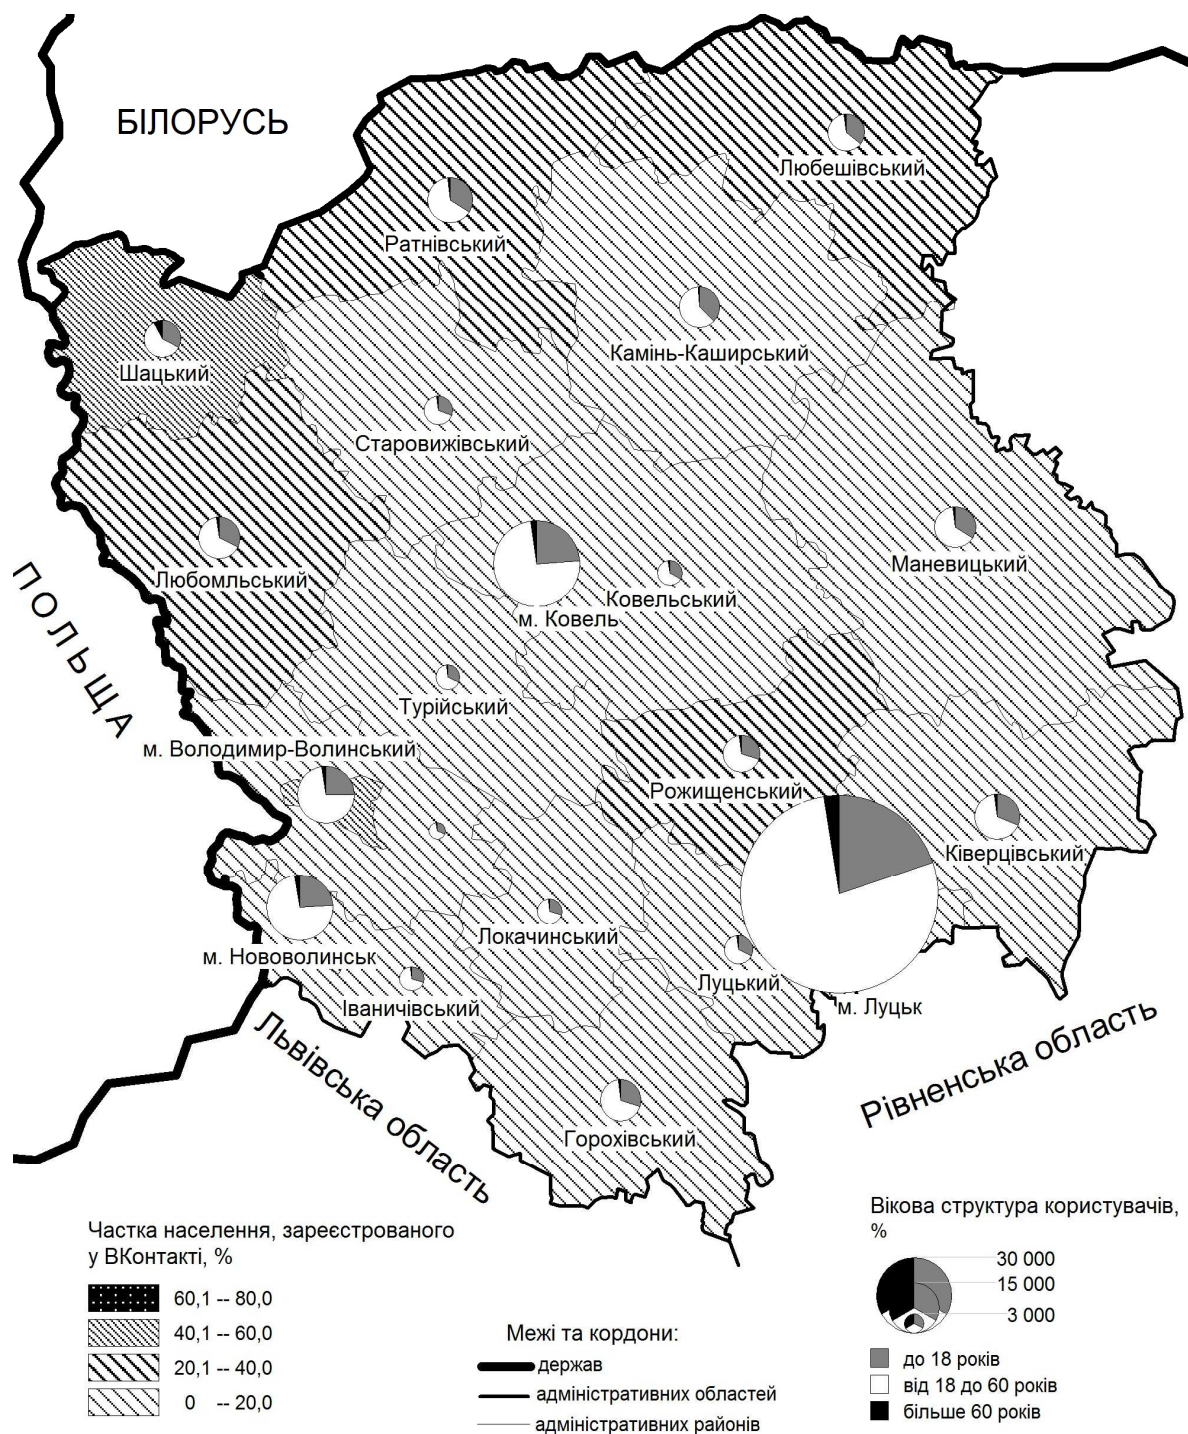 БІЛОРУСЬ
Любешівський
Ратнівський
Камінь-Каширський
Шацький
Старовижівський
Любомльський
Маневицький
Ковельський
м. Ковель
ПОЛЬЩА
Турійський
м. Володимир-Волинський
Рожищенський
Ківерцівський
Локачинський
м. Нововолинськ
Луцький
Іваничівський
м. Луцьк
Львівська область
Рівненська область
Горохівський
Частка населення, зареєстрованого
у ВКонтакті, %
60,1 -- 80,0
40,1 -- 60,0
20,1 -- 40,0
0 -- 20,0
Межі та кордони:
держав
адміністративних областей
адміністративних районів
Вікова структура користувачів,
%
30 000
15 000
3 000
до 18 років
від 18 до 60 років
більше 60 років